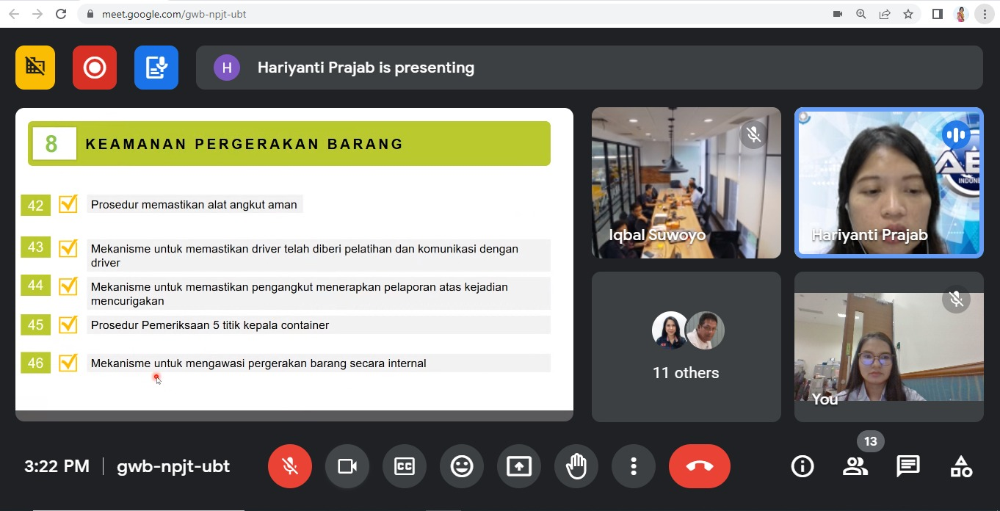 meet.google.com/gwb-npjt-ubt
H
Hariyanti Prajab is presenting
8
KEAMANAN PERGERAKAN BARANG
42
Prosedur memastikan alat angkut aman
43
Mekanisme untuk memastikan driver telah diberi pelatihan dan komunikasi dengan
driver
44
Mekanisme untuk memastikan pengangkut menerapkan pelaporan atas kejadian
mencurigakan
45
Prosedur Pemeriksaan 5 titik kepala container
46
Mekanisme untuk mengawasi pergerakan barang secara internal
Iqbal Suwoyo
INDONE
Hariyanti Prajab
11 others
You
3:22 PM
gwb-npjt-ubt
CC
13